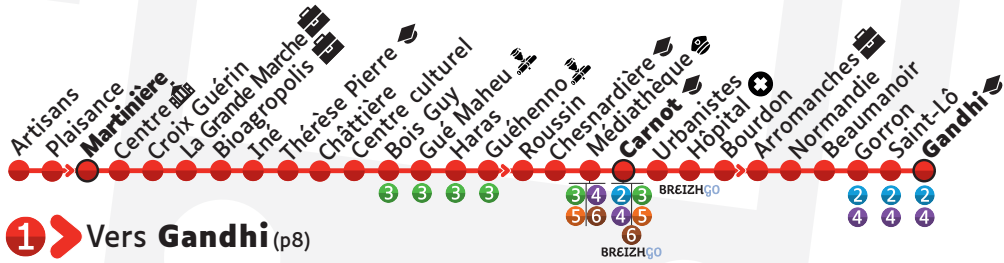 Artisans
Plaisance
Martinière
Centre
Croix Guérin
La Grande Marche
Bioagropolis
Iné
Thérèse Pierre
Châttière
Centre culturel
Bois Guy
Gué Maheu
Haras
Guéhenno
Roussin
Chesnardière
Médiathèque
Carnot
Urbanistes
Hôpital
Bourdon
Arromanches
Normandie
Beaumanoir
Gorron
Saint-Lô
Gandhi
3 3 3 3 3 4 2 3 BREIZHGO 2 2 2
5 6 4 5 4 4 4
6
BREIZHGO
1 Vers Gandhi (p8)